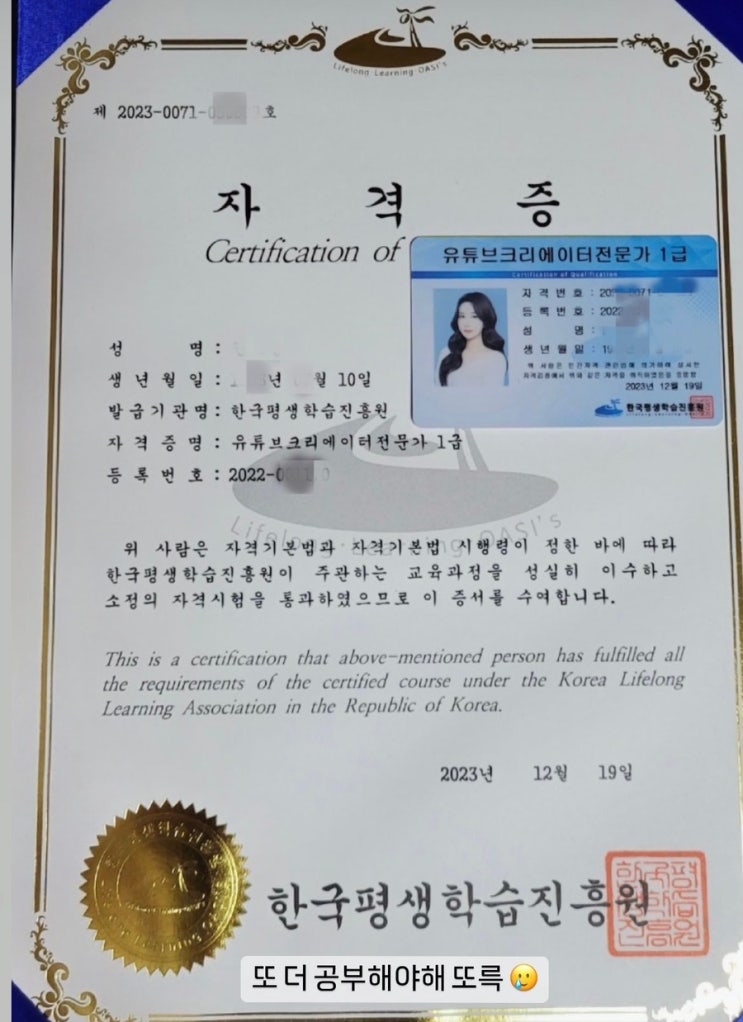 Lifelong Learning OASI's
제 2023-0071- 호
자 격 증
Certification of
유튜브크리에이터전문가 1급
Certification of Qualification
자 격 번 호 :
등 록 번 호 :
성 명 :
생 년 월 일 :
2023년 12월 19일
한국평생학습진흥원
성 명 :
생 년 월 일 : 년 월 10일
발 급 기 관 명 : 한국평생학습진흥원
자 격 증 명 : 유튜브크리에이터전문가 1급
등 록 번 호 : 2022-
Lifelong Learning OASI's
위 사람은 자격기본법과 자격기본법 시행령이 정한 바에 따라
한국평생학습진흥원이 주관하는 교육과정을 성실히 이수하고
소정의 자격시험을 통과하였으므로 이 증서를 수여합니다.
This is a certification that above-mentioned person has fulfilled all
the requirements of the certified course under the Korea Lifelong
Learning Association in the Republic of Korea.
2023년 12월 19일
한국평생학습진흥원
또 더 공부해야해 또륵 🥲